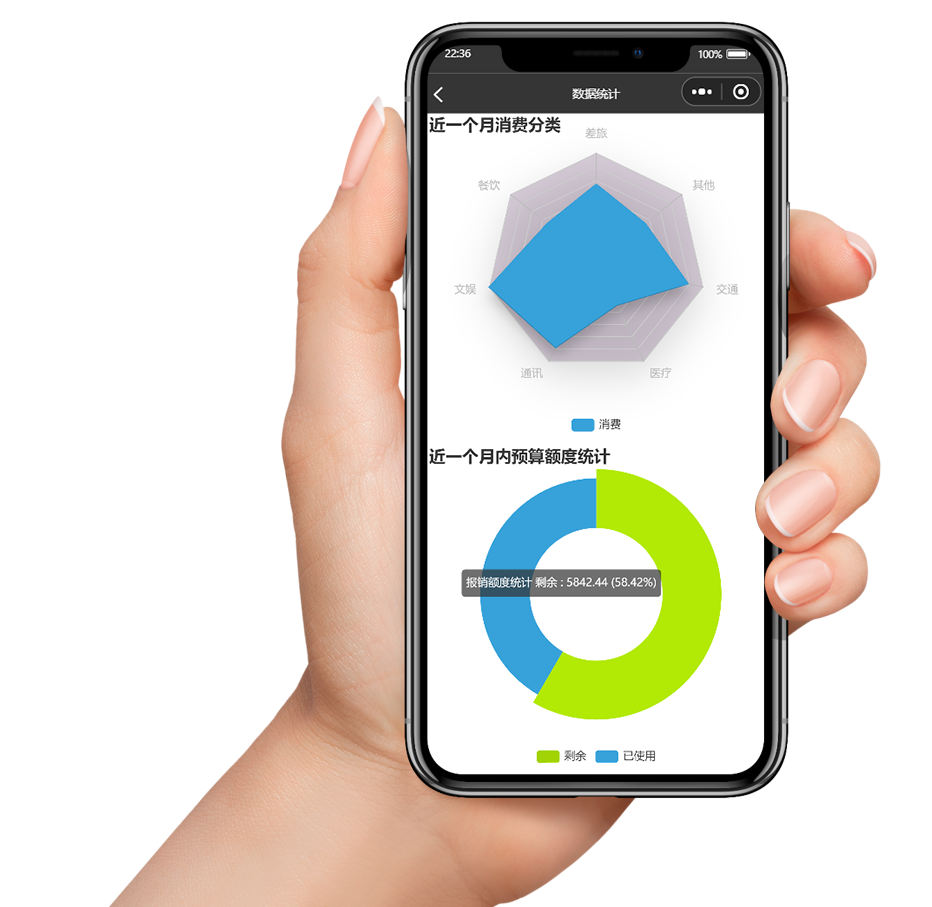 22:36
100%
数据统计
近一个月消费分类
差旅
餐饮
其他
文娱
交通
通讯
医疗
消费
近一个月内预算额度统计
报销额度统计 剩余 : 5842.44 (58.42%)
剩余 已使用